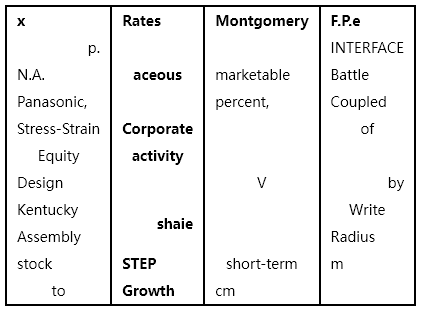 x Rates Montgomery F.P.e
p. INTERFACE
N.A. aceous marketable Battle
Panasonic, percent, Coupled
Stress-Strain Corporate of
Equity activity
Design V by
Kentucky Write
shaie
Assembly Radius
stock STEP short-term m
to Growth cm